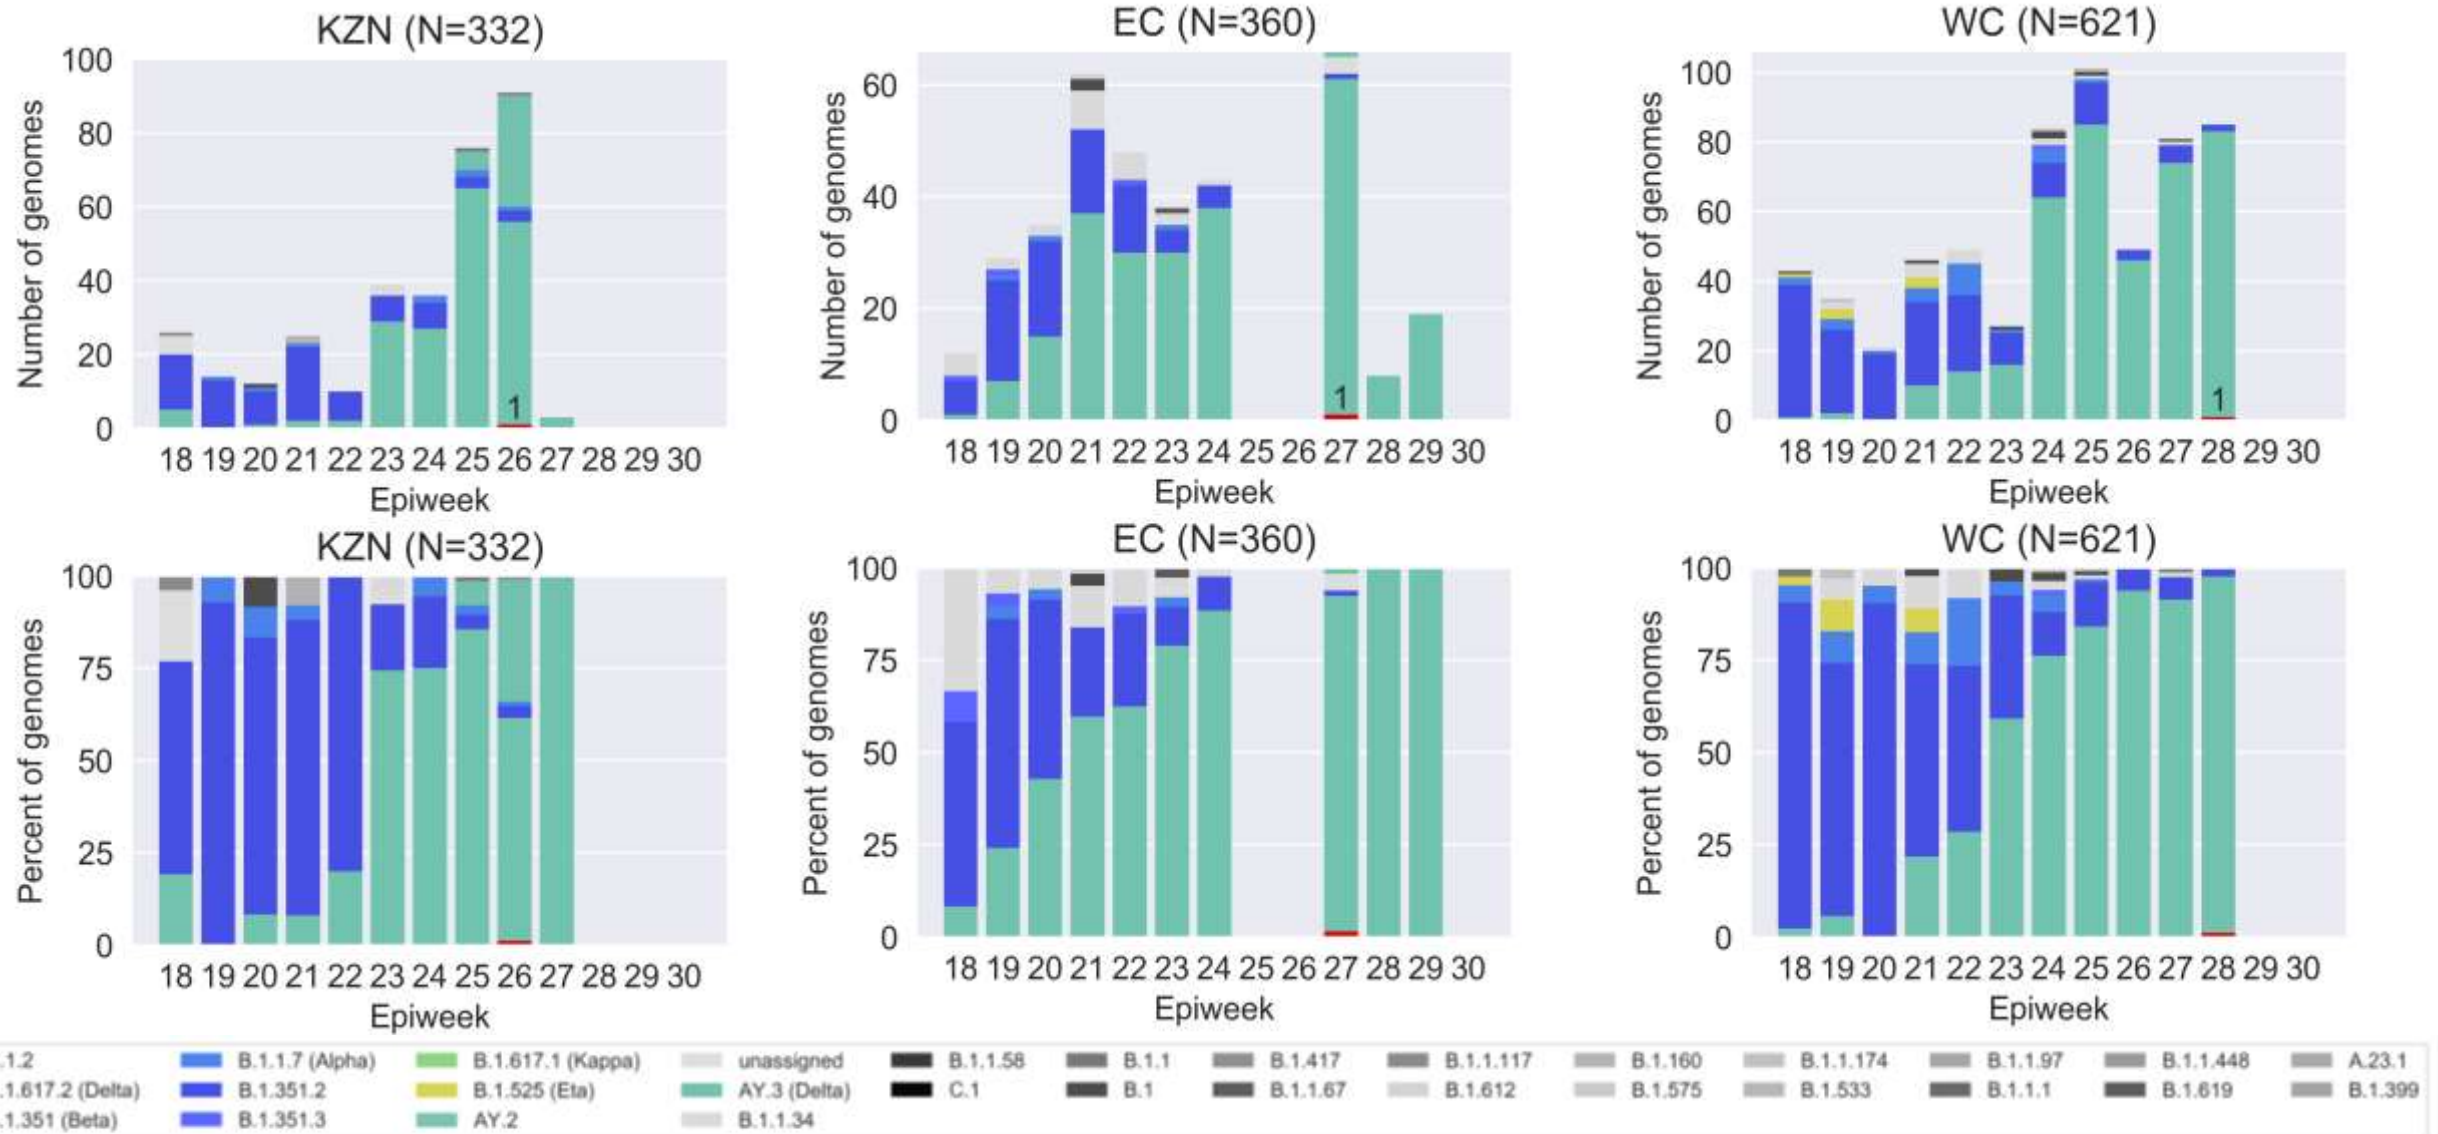 KZN (N=332)
EC (N=360)
WC (N=621)
Number of genomes
100
80
60
40
20
0
1
18 19 20 21 22 23 24 25 26 27 28 29 30
Epiweek
Number of genomes
60
40
20
0
1
18 19 20 21 22 23 24 25 26 27 28 29 30
Epiweek
Number of genomes
100
80
60
40
20
0
1
18 19 20 21 22 23 24 25 26 27 28 29 30
Epiweek
KZN (N=332)
EC (N=360)
WC (N=621)
Percent of genomes
100
75
50
25
0
18 19 20 21 22 23 24 25 26 27 28 29 30
Epiweek
Percent of genomes
100
75
50
25
0
18 19 20 21 22 23 24 25 26 27 28 29 30
Epiweek
Percent of genomes
100
75
50
25
0
18 19 20 21 22 23 24 25 26 27 28 29 30
Epiweek
.1.2 B.1.1.7 (Alpha) B.1.617.1 (Kappa) unassigned B.1.1.58 B.1.1 B.1.417 B.1.1.117 B.1.160 B.1.1.174 B.1.1.97 B.1.1.448 A.23.1
.1.617.2 (Delta) B.1.351.2 B.1.525 (Eta) AY.3 (Delta) C.1 B.1 B.1.1.67 B.1.612 B.1.575 B.1.533 B.1.1.1 B.1.619 B.1.399
.1.351 (Beta) B.1.351.3 AY.2 B.1.1.34